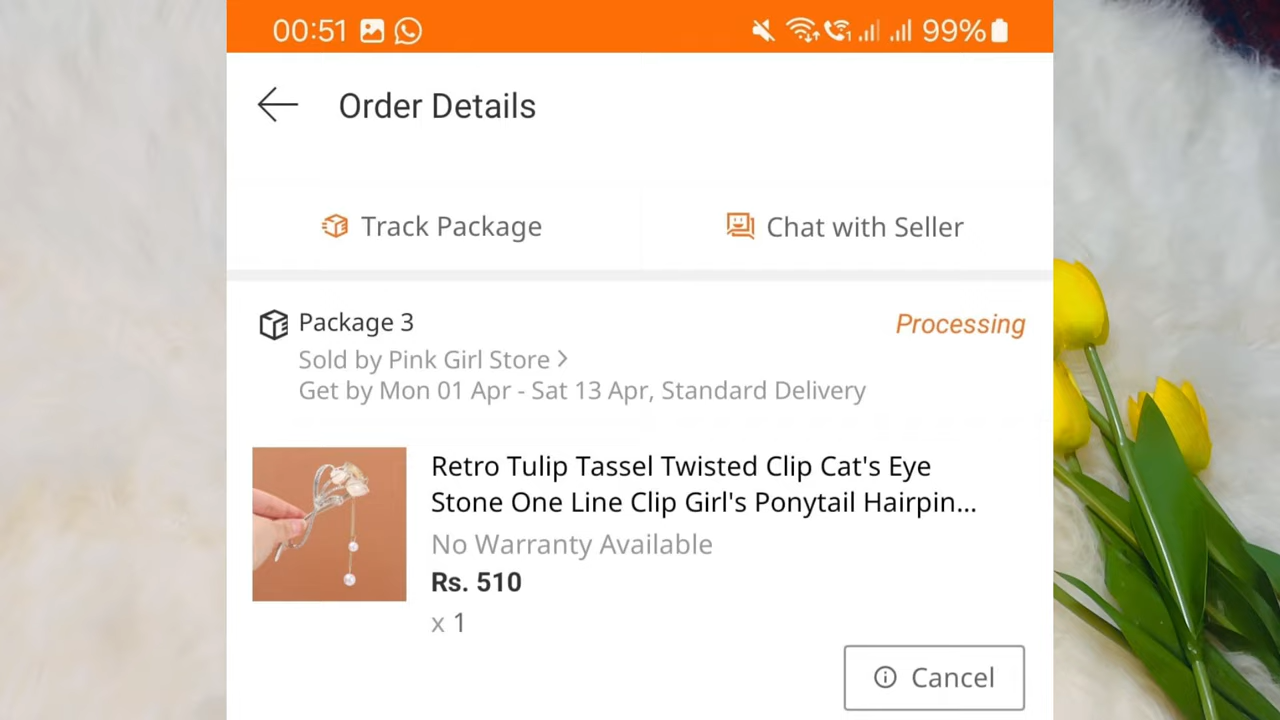 00:51 99%
Order Details
Track Package
Chat with Seller
Package 3
Processing
Sold by Pink Girl Store >
Get by Mon 01 Apr - Sat 13 Apr, Standard Delivery
Retro Tulip Tassel Twisted Clip Cat's Eye
Stone One Line Clip Girl's Ponytail Hairpin...
No Warranty Available
Rs. 510
x 1
Cancel